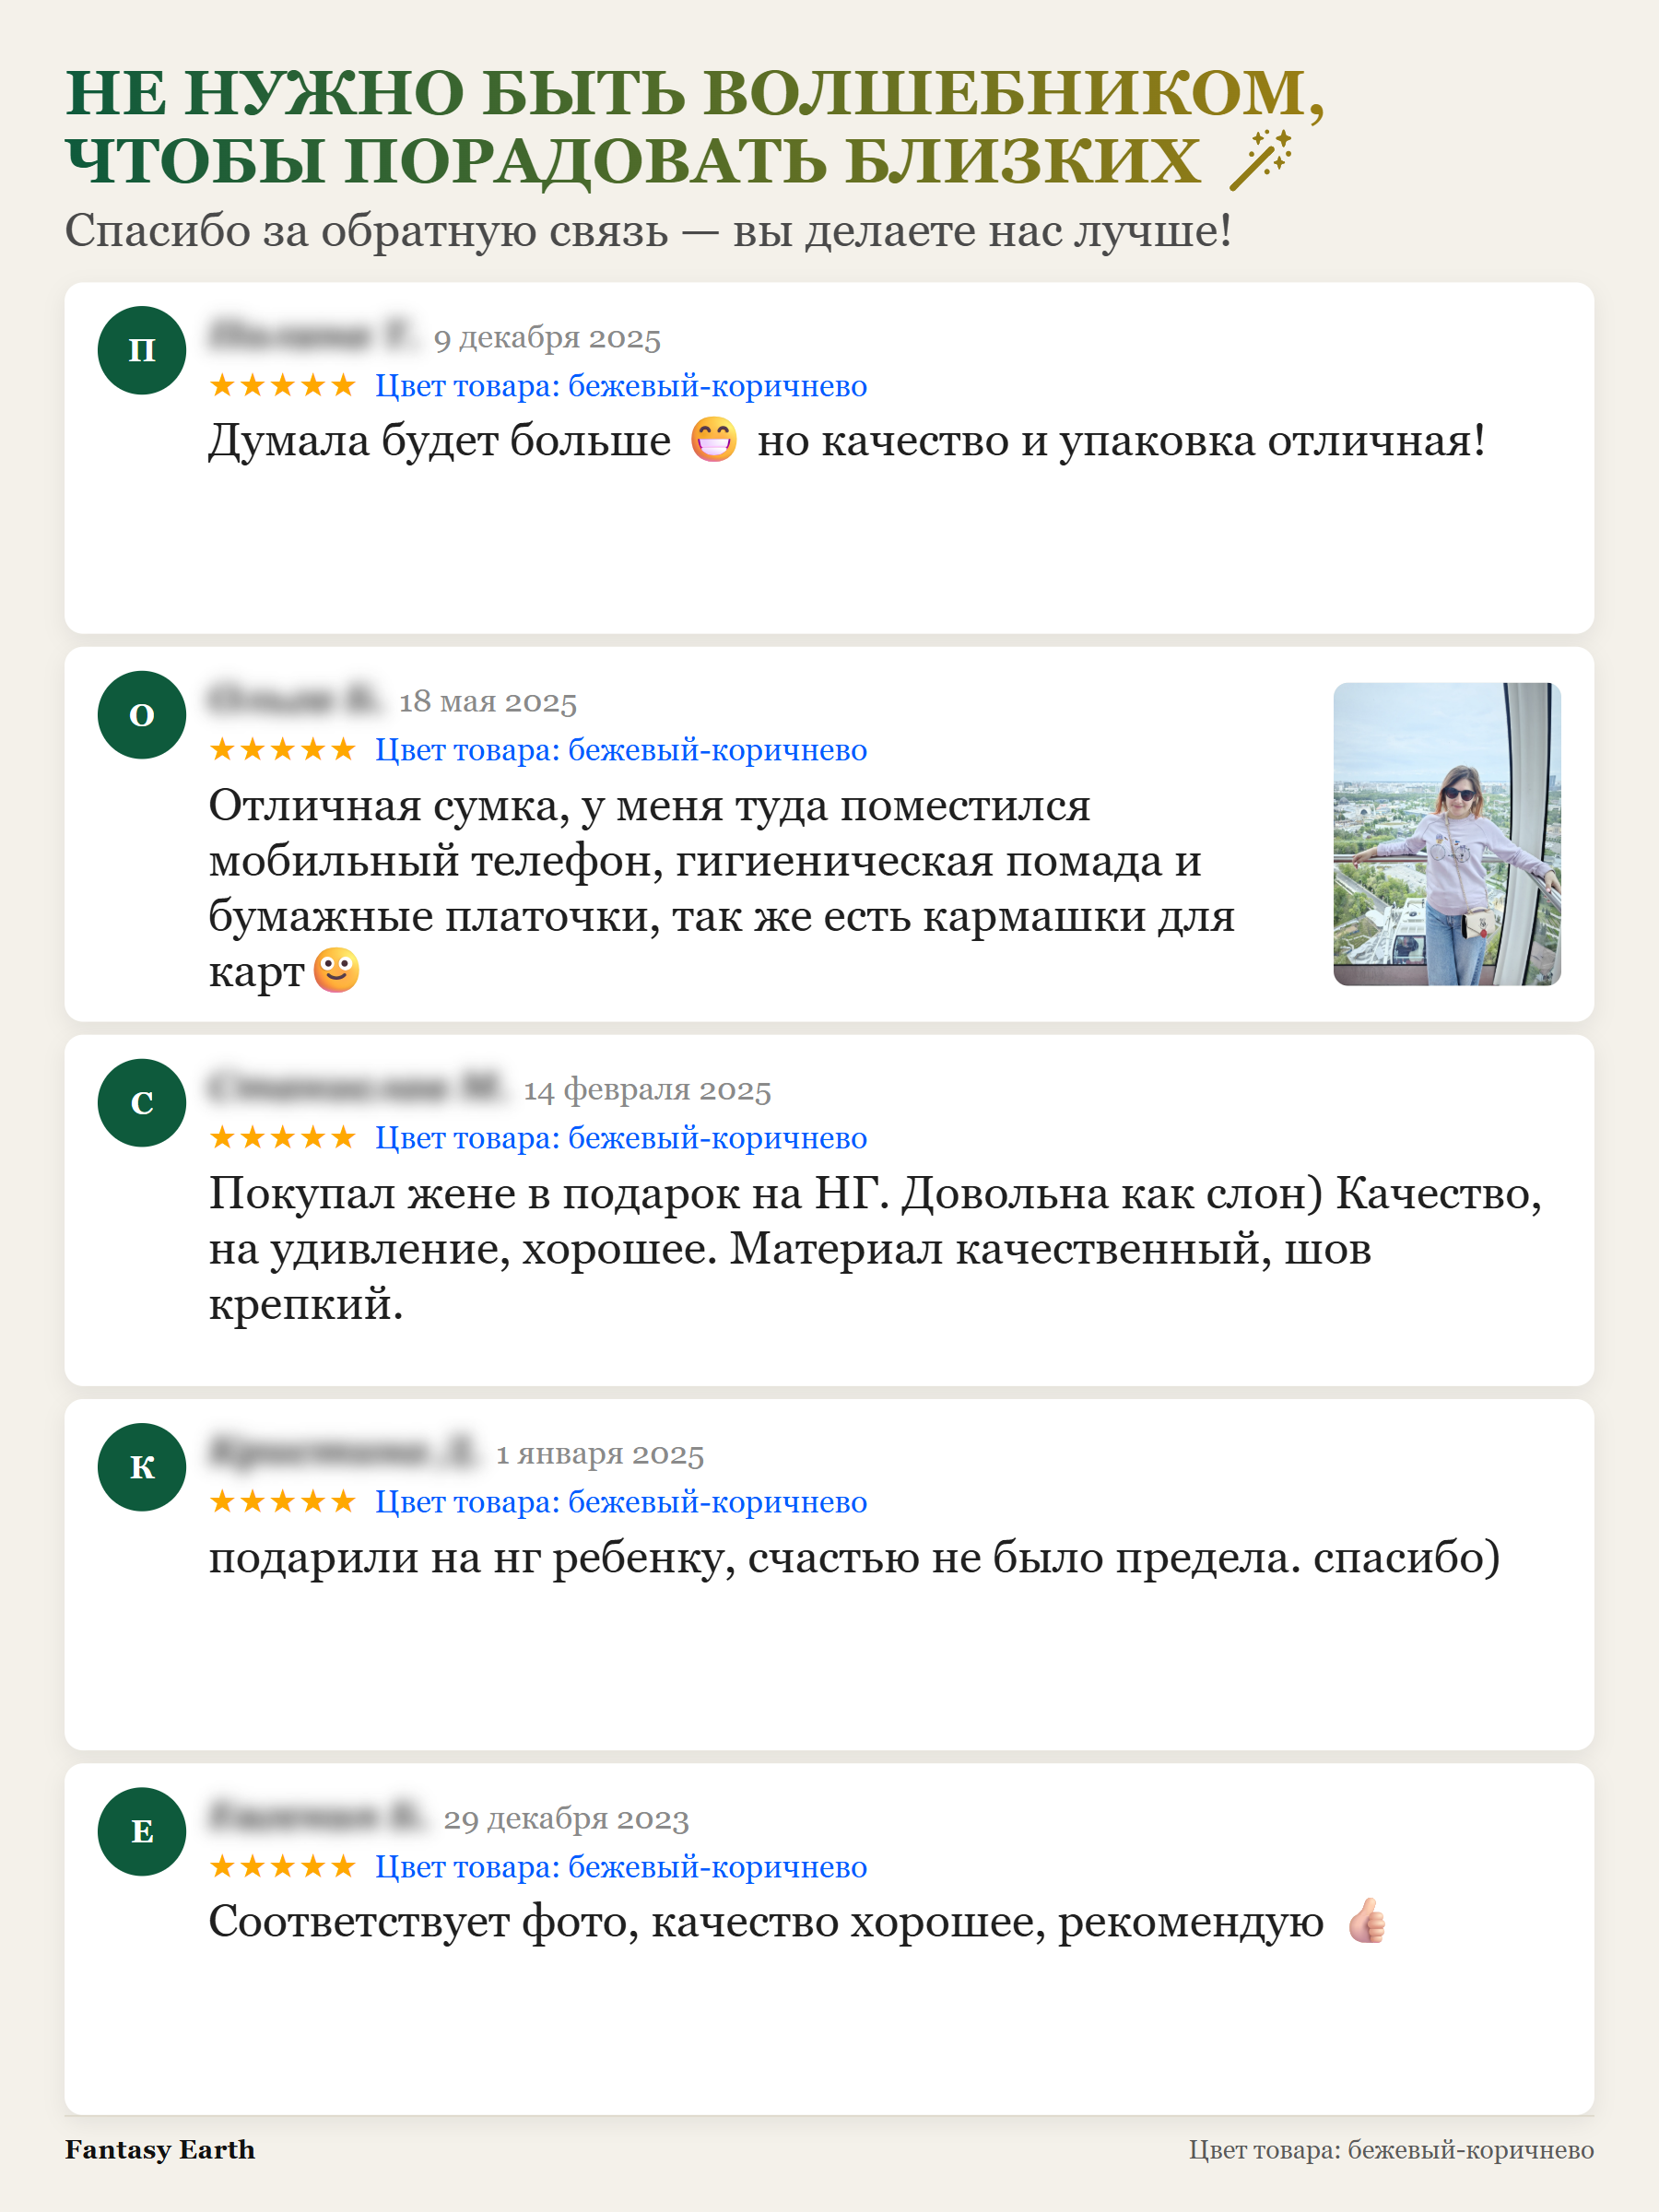 НЕ НУЖНО БЫТЬ ВОЛШЕБНИКОМ,
ЧТОБЫ ПОРАДОВАТЬ БЛИЗКИХ
Спасибо за обратную связь — вы делаете нас лучше!
П
9 декабря 2025
★★★★★ Цвет товара: бежевый-коричнево
Думала будет больше 😁 но качество и упаковка отличная!
О
18 мая 2025
★★★★★ Цвет товара: бежевый-коричнево
Отличная сумка, у меня туда поместился
мобильный телефон, гигиеническая помада и
бумажные платочки, так же есть кармашки для
карт🙂
С
14 февраля 2025
★★★★★ Цвет товара: бежевый-коричнево
Покупал жене в подарок на НГ. Довольна как слон) Качество,
на удивление, хорошее. Материал качественный, шов
крепкий.
К
1 января 2025
★★★★★ Цвет товара: бежевый-коричнево
подарили на нг ребенку, счастью не было предела. спасибо)
Е
29 декабря 2023
★★★★★ Цвет товара: бежевый-коричнево
Соответствует фото, качество хорошее, рекомендую 👍🏻
Fantasy Earth
Цвет товара: бежевый-коричнево